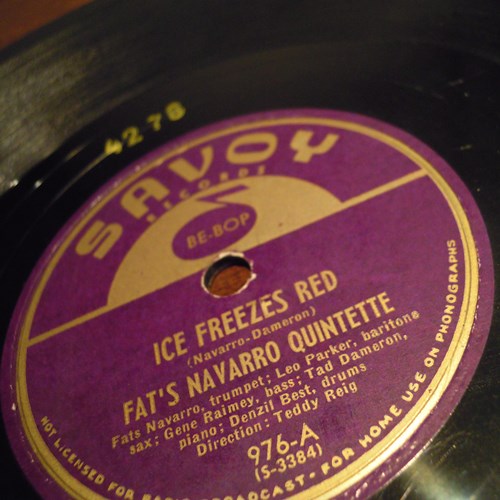 42-78
SAVOY
RECORDS
BE-BOP
ICE FREEZES RED
(Navarro-Dameron)
FAT'S NAVARRO QUINTETTE
Fats Navarro, trumpet; Leo Parker, baritone
sax; Gene Raimey, bass; Tad Dameron,
piano; Denzil Best, drums
Direction: Teddy Reig
976-A
(S-3384)
NOT LICENSED FOR RADIO BROADCAST • FOR HOME USE ON PHONOGRAPHS